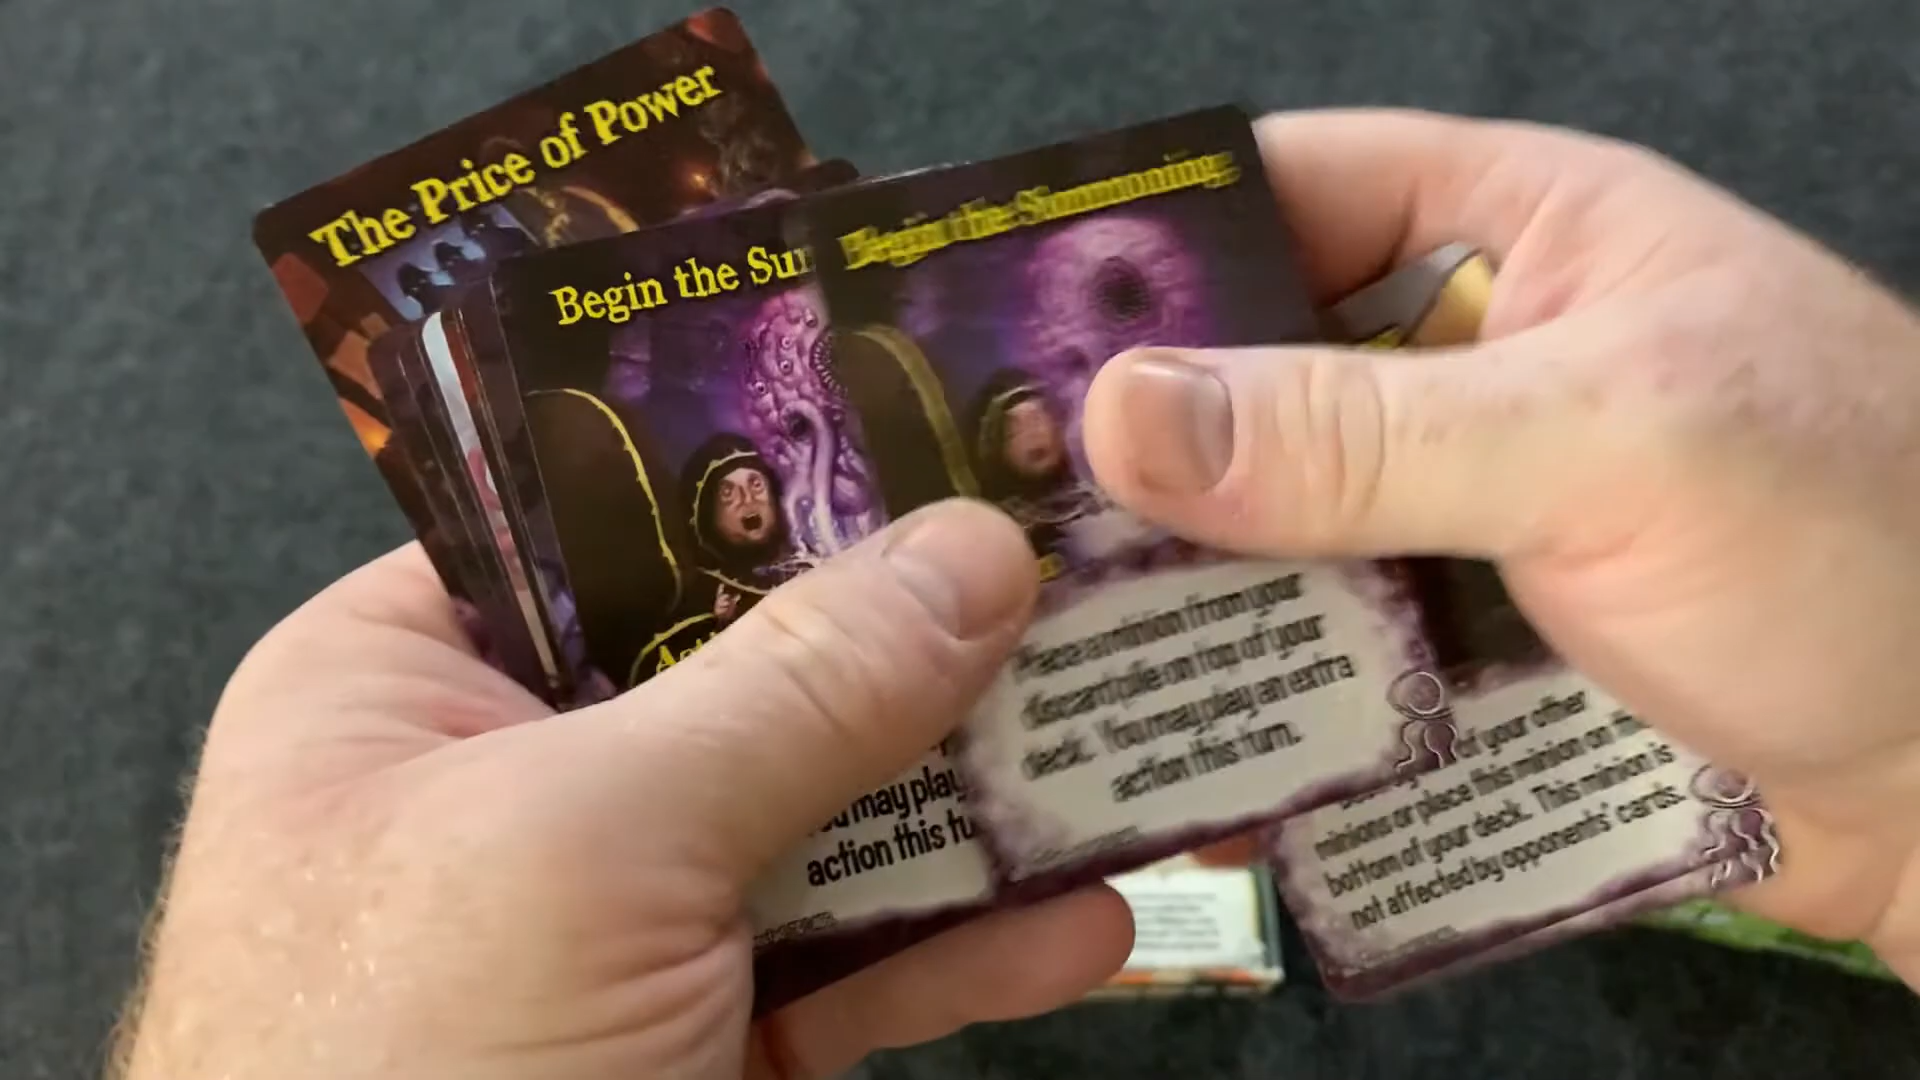 The Price of Power
Begin the Sum
Begin the Summoning
Act
Place a minion from your
discard pile on top of your
deck. You may play an extra
action this turn.
You may play
action this tu
of your other
minions or place this minion on the
bottom of your deck. This minion is
not affected by opponents' cards.